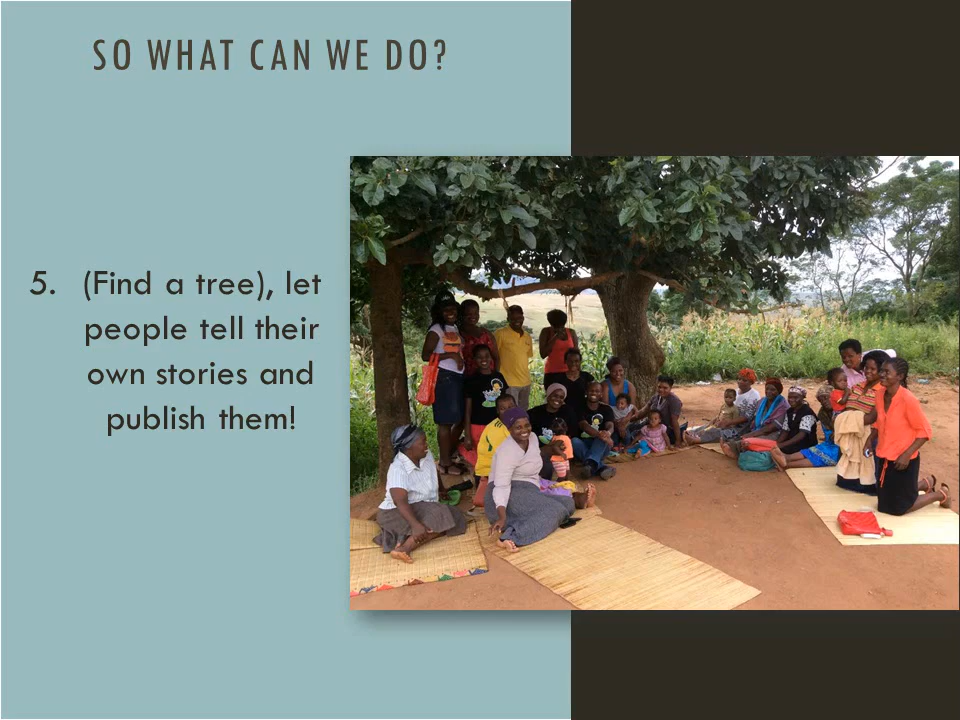 SO WHAT CAN WE DO?
5. (Find a tree), let
people tell their
own stories and
publish them!